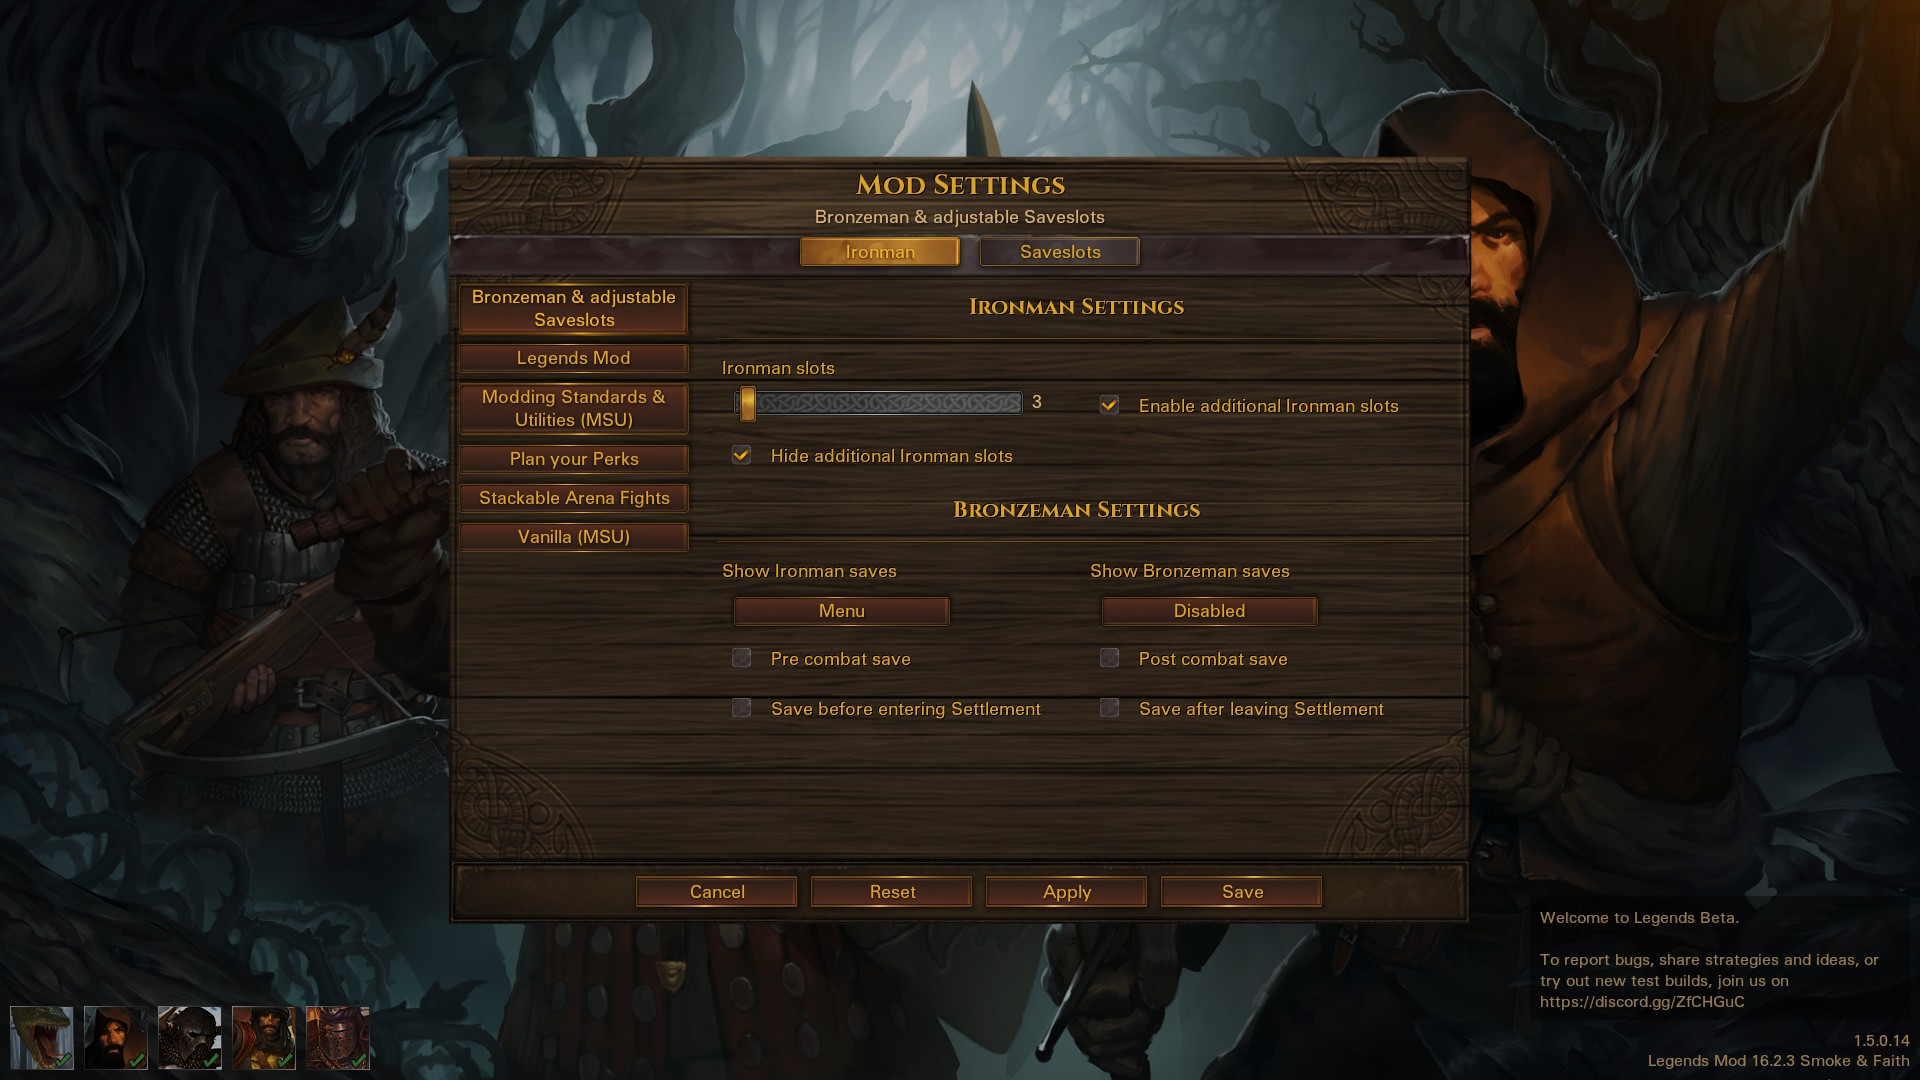 Mod Settings
Bronzeman & adjustable Saveslots
Ironman
Saveslots
Bronzeman & adjustable
Saveslots
Legends Mod
Modding Standards &
Utilities (MSU)
Plan your Perks
Stackable Arena Fights
Vanilla (MSU)
Ironman Settings
Ironman slots
3
Enable additional Ironman slots
Hide additional Ironman slots
Bronzeman Settings
Show Ironman saves
Show Bronzeman saves
Menu
Disabled
Pre combat save
Post combat save
Save before entering Settlement
Save after leaving Settlement
Cancel
Reset
Apply
Save
Welcome to Legends Beta.
To report bugs, share strategies and ideas, or
try out new test builds, join us on
https://discord.gg/ZfCHGuC
1.5.0.14
Legends Mod 16.2.3 Smoke & Faith